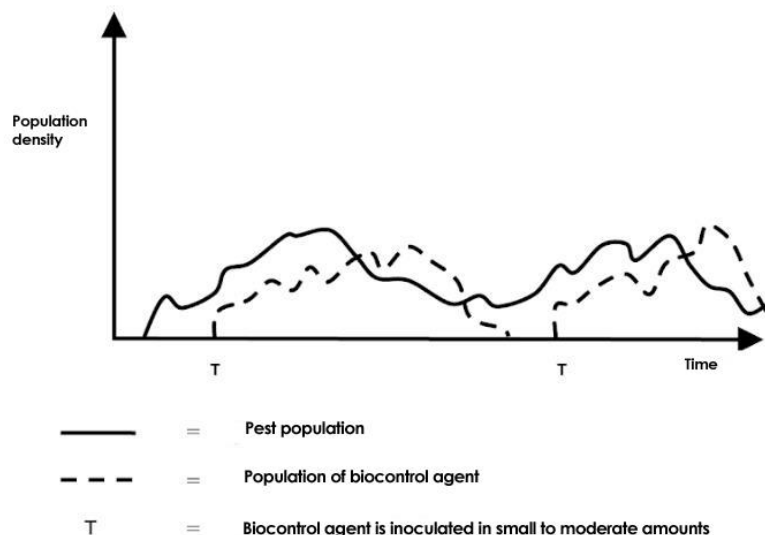 Population
density
T
T
Time
= Pest population
= Population of biocontrol agent
T = Biocontrol agent is inoculated in small to moderate amounts